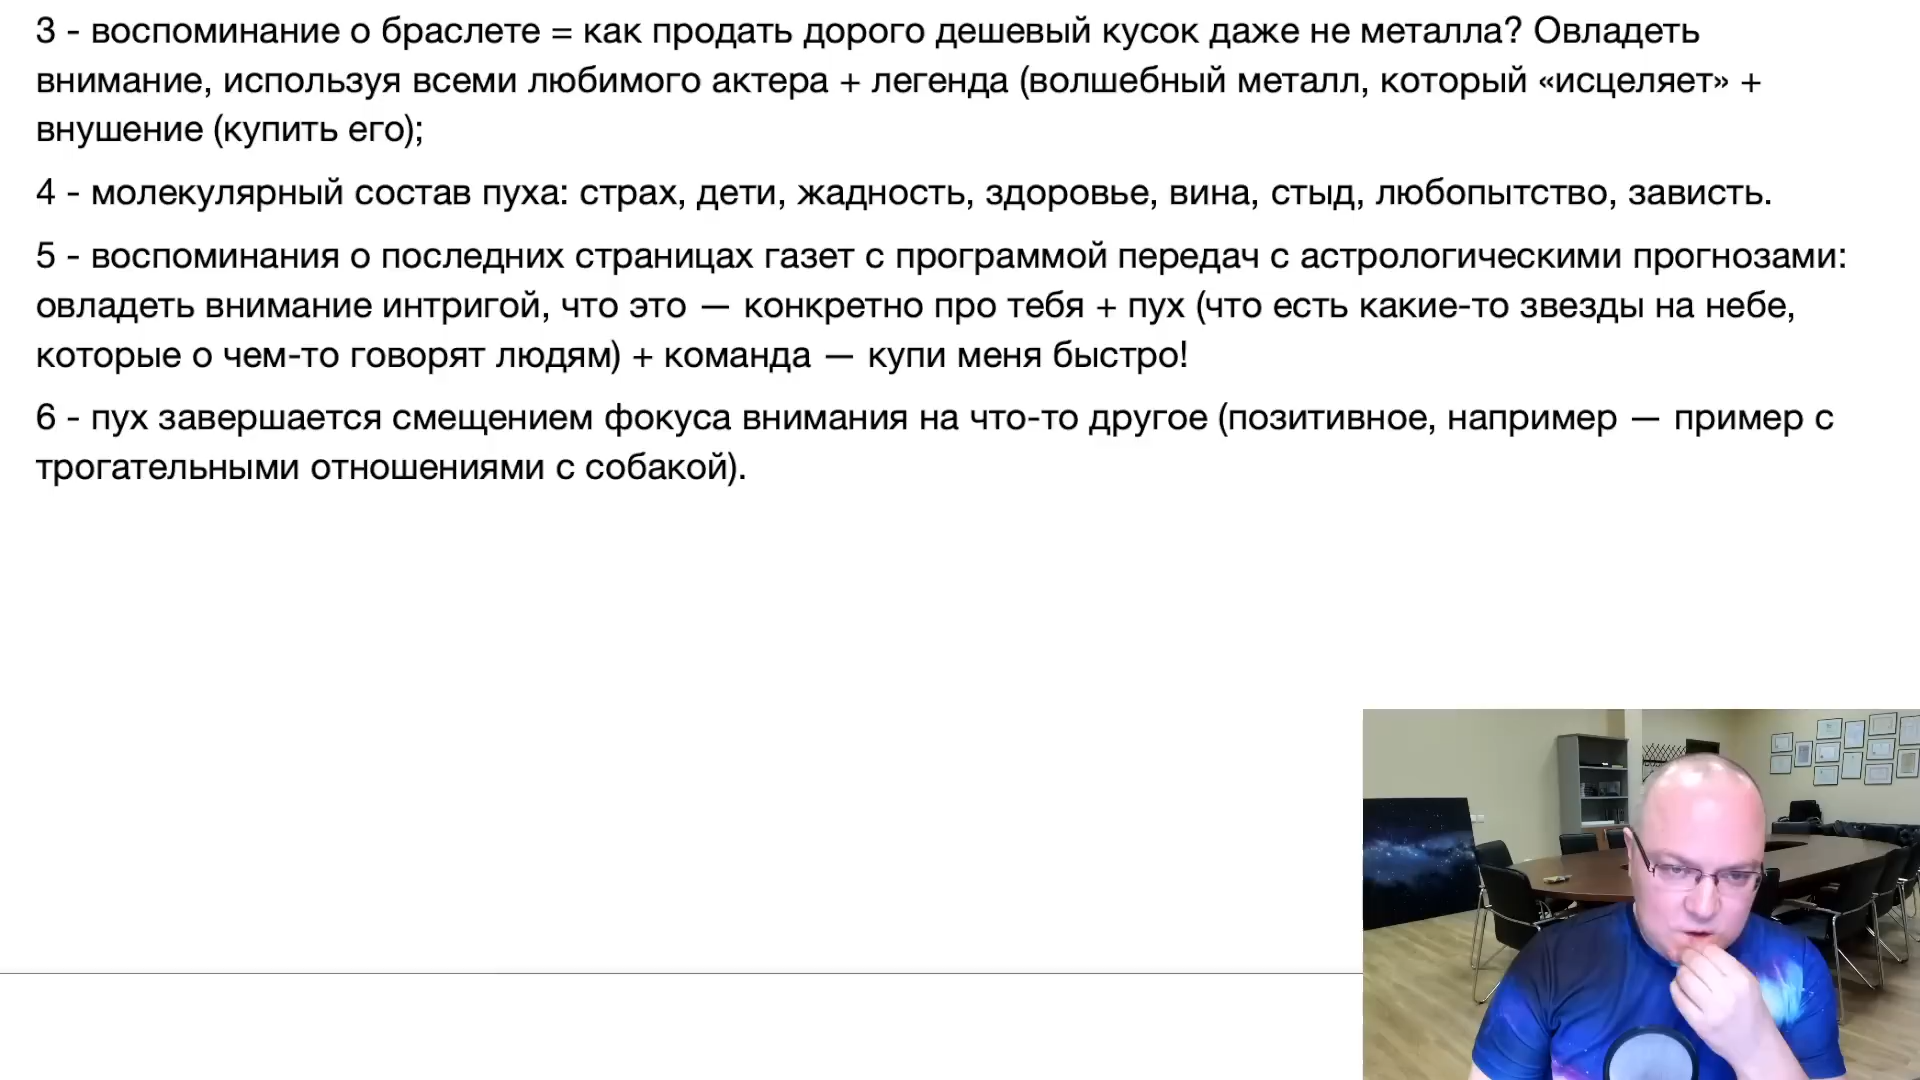 3 - воспоминание о браслете = как продать дорого дешевый кусок даже не металла? Овладеть
внимание, используя всеми любимого актера + легенда (волшебный металл, который «исцеляет» +
внушение (купить его);
4 - молекулярный состав пуха: страх, дети, жадность, здоровье, вина, стыд, любопытство, зависть.
5 - воспоминания о последних страницах газет с программой передач с астрологическими прогнозами:
овладеть внимание интригой, что это — конкретно про тебя + пух (что есть какие-то звезды на небе,
которые о чем-то говорят людям) + команда — купи меня быстро!
6 - пух завершается смещением фокуса внимания на что-то другое (позитивное, например — пример с
трогательными отношениями с собакой).